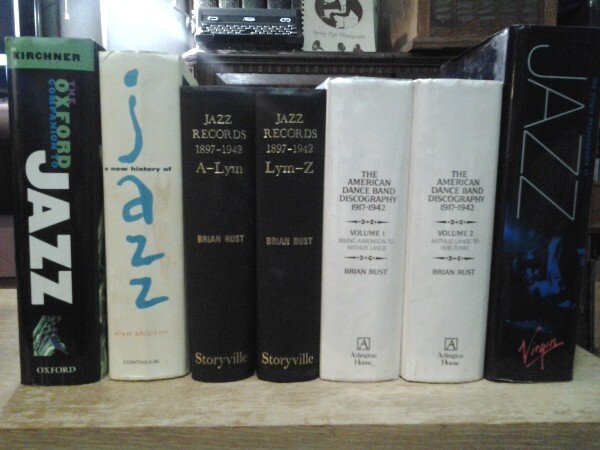 KIRCHNER
THE
OXFORD
COMPANION TO
JAZZ
OXFORD
a new history of
jazz
alyn shipton
CONTINUUM
JAZZ
RECORDS
1897-1942
A-Lym
BRIAN RUST
Storyville
JAZZ
RECORDS
1897-1942
Lym-Z
BRIAN RUST
Storyville
THE
AMERICAN
DANCE BAND
DISCOGRAPHY
1917-1942
VOLUME 1
IRVING AARONSON TO
ARTHUR LANGE
BRIAN RUST
A
Arlington
House
THE
AMERICAN
DANCE BAND
DISCOGRAPHY
1917-1942
VOLUME 2
ARTHUR LANGE TO
BOB ZURKE
BRIAN RUST
A
Arlington
House
JAZZ
Virgin